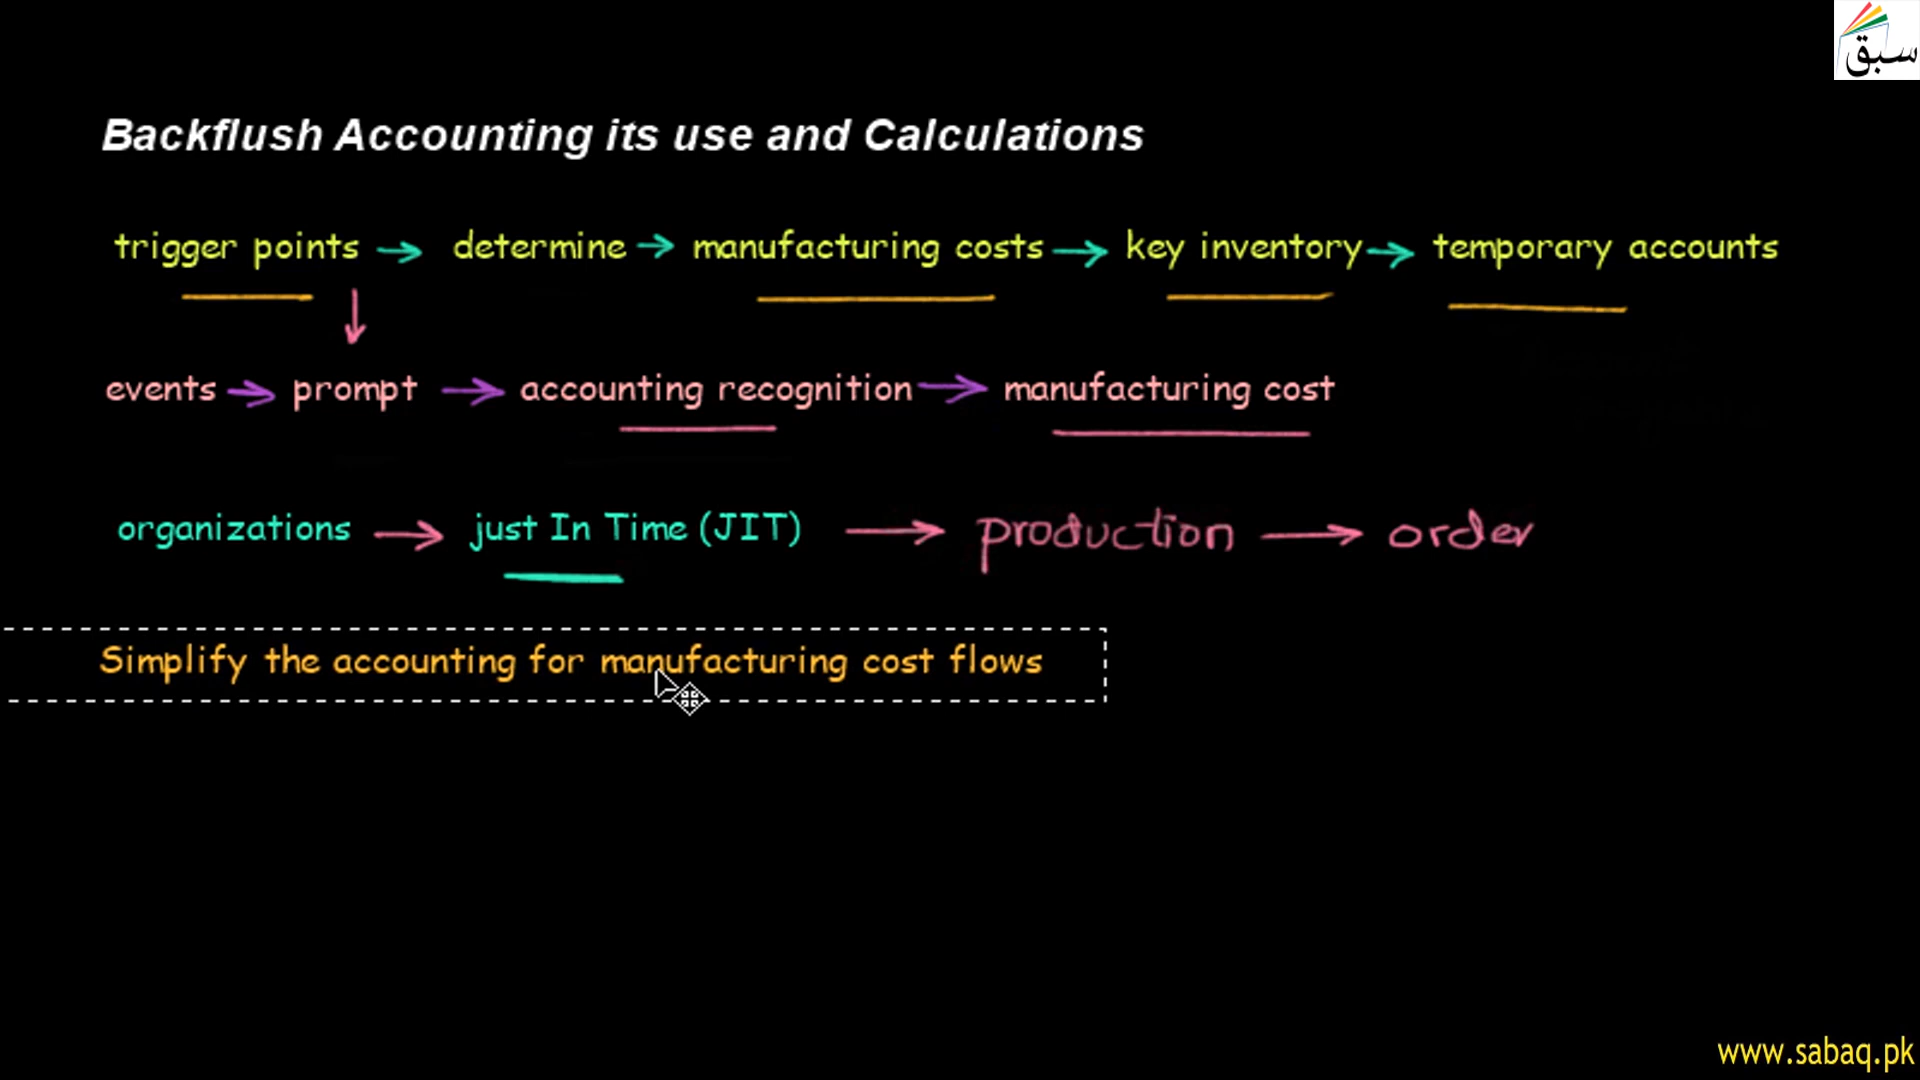 سبق
Backflush Accounting its use and Calculations
trigger points → determine → manufacturing costs → key inventory → temporary accounts
events → prompt → accounting recognition → manufacturing cost
organizations → just In Time (JIT) → production → order
Simplify the accounting for manufacturing cost flows
www.sabaq.pk